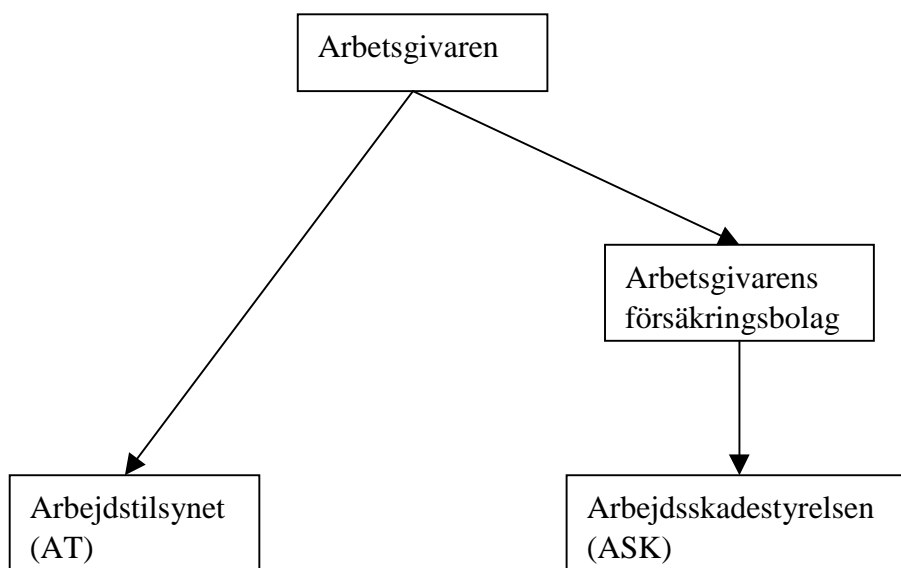 Arbetsgivaren
Arbetsgivarens
försäkringsbolag
Arbejdstilsynet
(AT)
Arbejdsskadestyrelsen
(ASK)